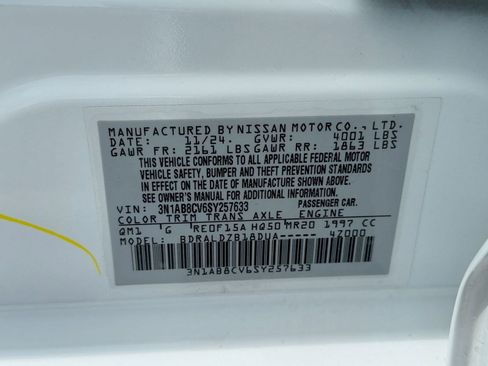 MANUFACTURED BY NISSAN MOTOR CO., LTD.
DATE: 11/24. GVWR: 4001 LBS
GAWR FR: 2161 LBS GAWR RR: 1863 LBS
THIS VEHICLE CONFORMS TO ALL APPLICABLE FEDERAL MOTOR
VEHICLE SAFETY, BUMPER AND THEFT PREVENTION STANDARDS
IN EFFECT ON THE DATE OF MANUFACTURE SHOWN ABOVE.
SEE OWNER'S MANUAL FOR ADDITIONAL INFORMATION.
VIN: 3N1AB8CV6SY257633 PASSENGER CAR.
COLOR TRIM TRANS AXLE ENGINE
QM1 G RE0F15A HQ50 MR20 1997 CC
MODEL: BDRALDZB18DUA- 47000
3N1AB8CV6SY257633